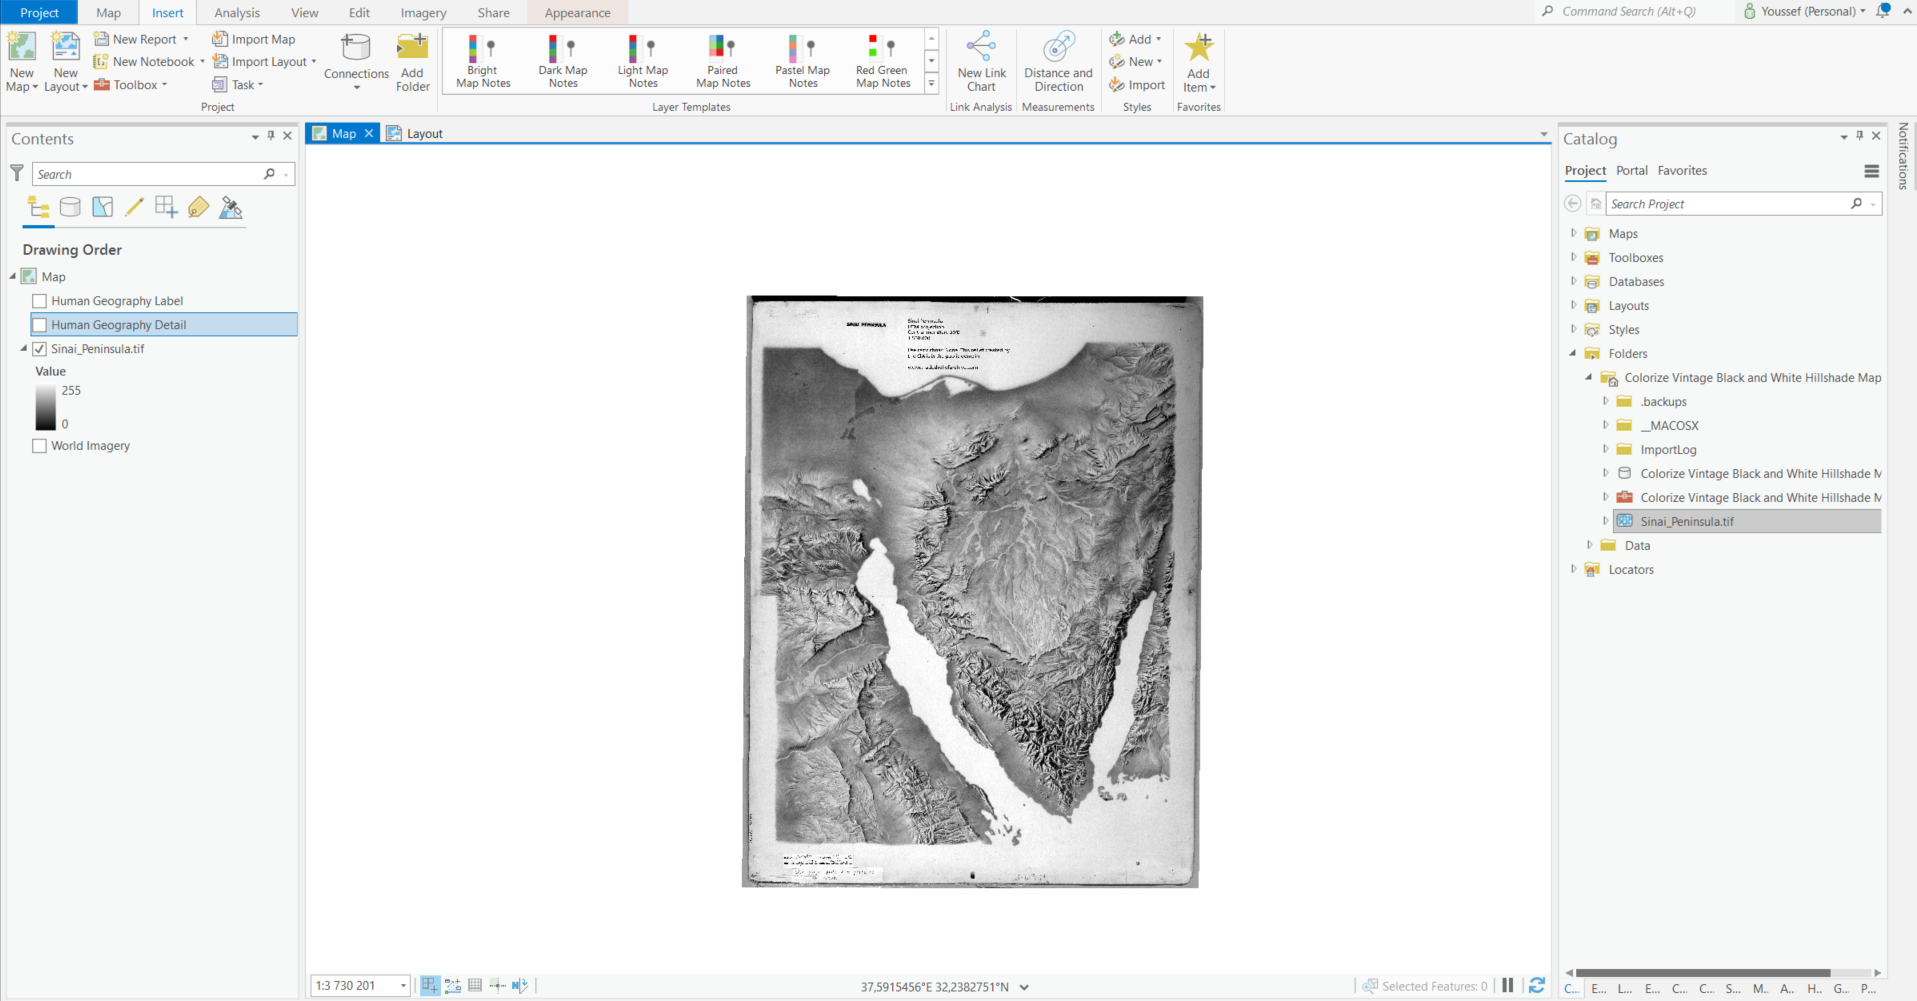 Project Map Insert Analysis View Edit Imagery Share Appearance
Command Search (Alt+Q)
Youssef (Personal)
New Map
New Layout
New Report
New Notebook
Toolbox
Import Map
Import Layout
Task
Connections
Add Folder
Project
Bright Map Notes
Dark Map Notes
Light Map Notes
Paired Map Notes
Pastel Map Notes
Red Green Map Notes
Layer Templates
New Link Chart
Link Analysis
Distance and Direction
Measurements
Add
New
Import
Styles
Add Item
Favorites
Contents
Search
Drawing Order
Map
Human Geography Label
Human Geography Detail
Sinai_Peninsula.tif
Value
255
0
World Imagery
Map
Layout
SINAI PENINSULA
Sinai Peninsula
1:3 730 201
37,5915456°E 32,2382751°N
Selected Features: 0
Catalog
Project Portal Favorites
Search Project
Maps
Toolboxes
Databases
Layouts
Styles
Folders
Colorize Vintage Black and White Hillshade Map
.backups
__MACOSX
ImportLog
Colorize Vintage Black and White Hillshade M
Colorize Vintage Black and White Hillshade M
Sinai_Peninsula.tif
Data
Locators
C... E... L... E... C... C... S... M.. A... H.. G... P...
Notifications